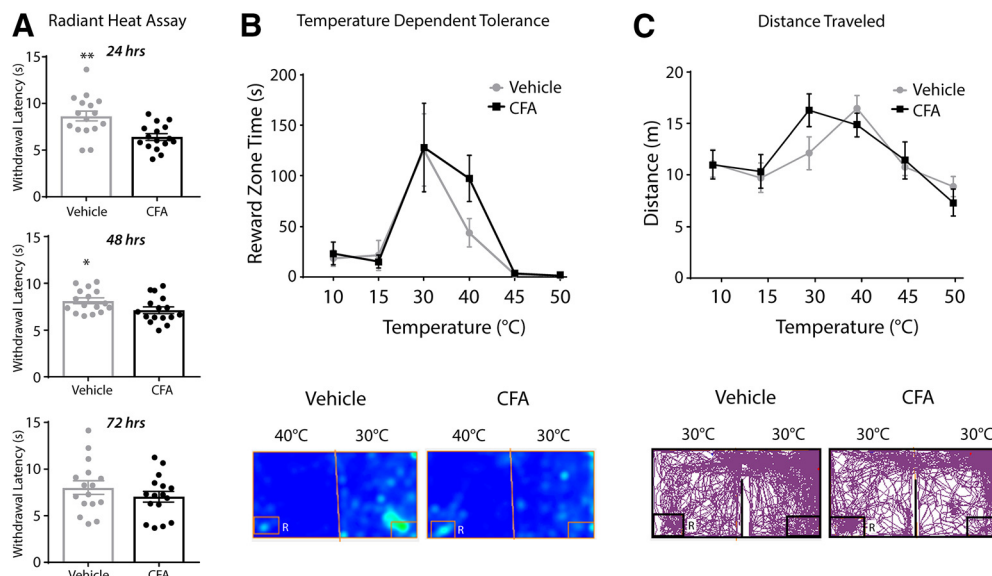 A
Radiant Heat Assay
24 hrs
**
Withdrawal Latency (s)
15
10
5
0
Vehicle
CFA
48 hrs
*
Withdrawal Latency (s)
15
10
5
0
Vehicle
CFA
72 hrs
Withdrawal Latency (s)
15
10
5
0
Vehicle
CFA
B
Temperature Dependent Tolerance
Vehicle
CFA
Reward Zone Time (s)
200
150
100
50
0
10 15 30 40 45 50
Temperature (°C)
Vehicle CFA
40°C 30°C 40°C 30°C
R R
C
Distance Traveled
Vehicle
CFA
Distance (m)
20
15
10
5
0
10 15 30 40 45 50
Temperature (°C)
Vehicle CFA
30°C 30°C 30°C 30°C
R R